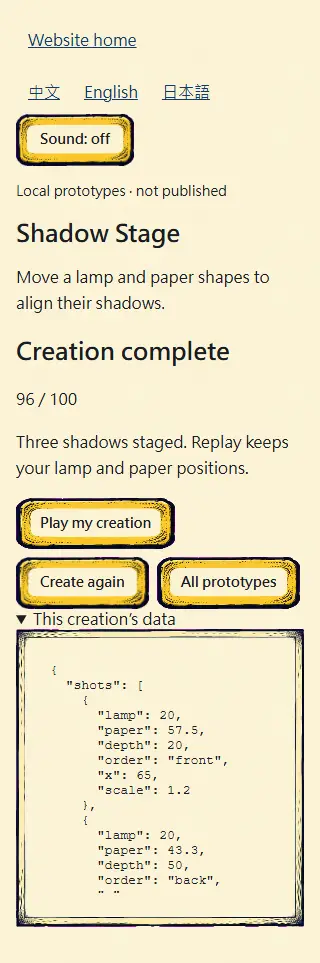 Website home
中文 English 日本語
Sound: off
Local prototypes · not published
Shadow Stage
Move a lamp and paper shapes to
align their shadows.
Creation complete
96 / 100
Three shadows staged. Replay keeps
your lamp and paper positions.
Play my creation
Create again All prototypes
▼ This creation's data
{
  "shots": [
    {
      "lamp": 20,
      "paper": 57.5,
      "depth": 20,
      "order": "front",
      "x": 65,
      "scale": 1.2
    },
    {
      "lamp": 20,
      "paper": 43.3,
      "depth": 50,
      "order": "back",